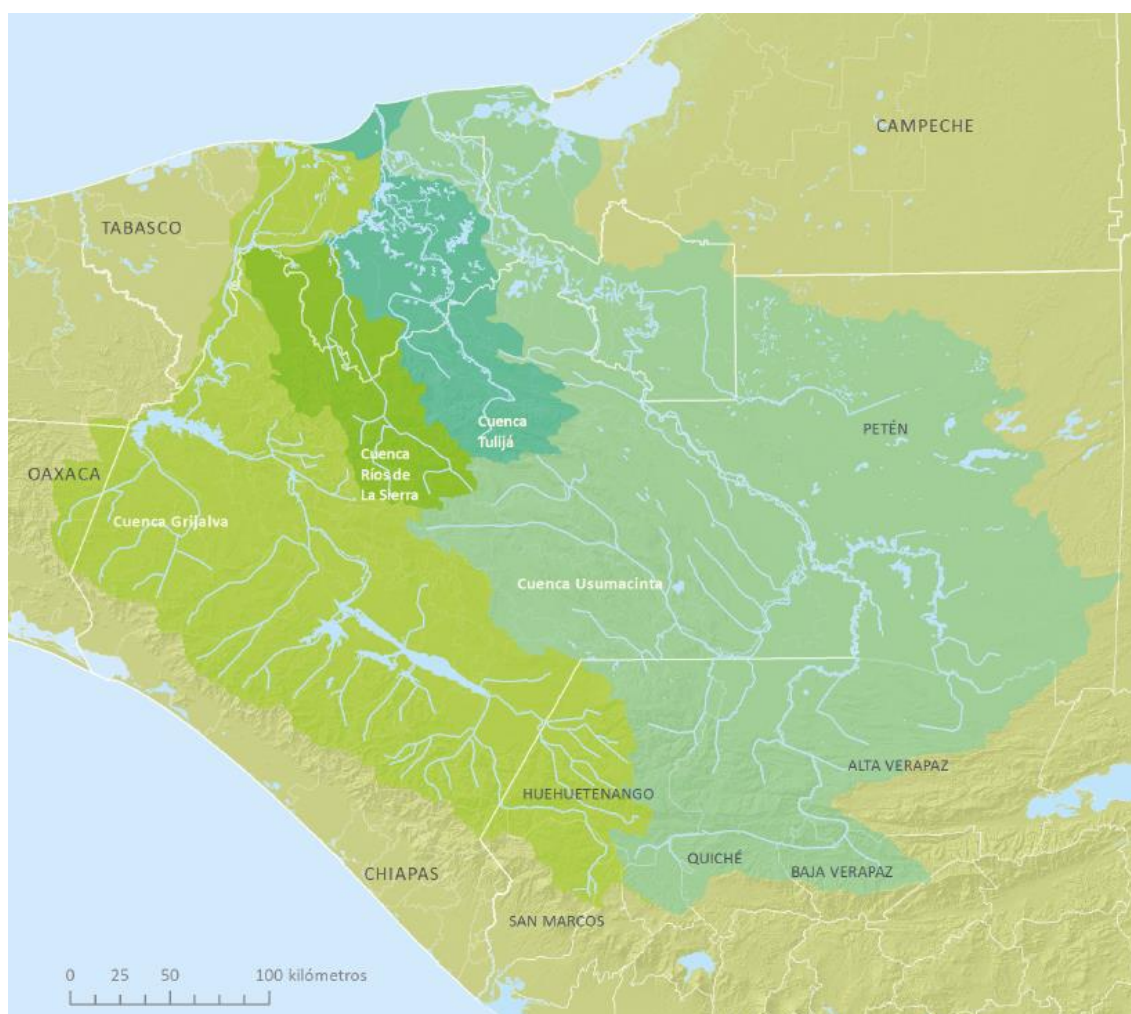 CAMPECHE
TABASCO
Cuenca
Tulijá
PETÉN
Cuenca
Ríos de
La Sierra
OAXACA
Cuenca Grijalva
Cuenca Usumacinta
ALTA VERAPAZ
HUEHUETENANGO
QUICHÉ
BAJA VERAPAZ
CHIAPAS
SAN MARCOS
0 25 50 100 kilómetros